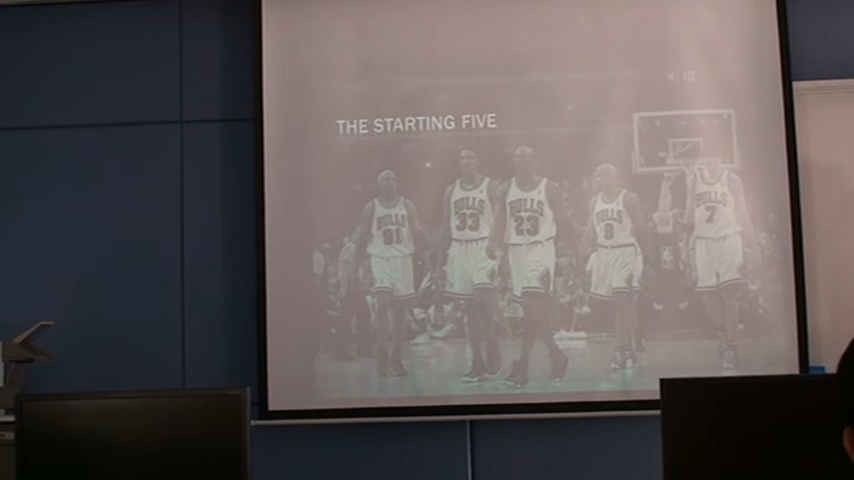 4:10
THE STARTING FIVE
BULLS
91
BULLS
33
BULLS
23
BULLS
9
BULLS
7